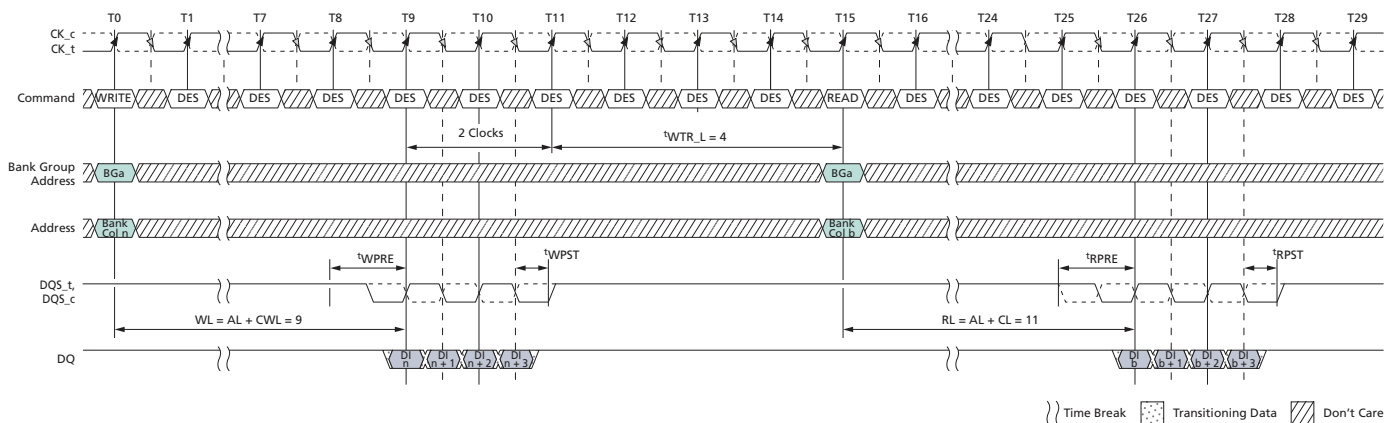 T0 T1 T7 T8 T9 T10 T11 T12 T13 T14 T15 T16 T24 T25 T26 T27 T28 T29
CK_c
CK_t
Command WRITE DES DES DES DES DES DES DES DES DES READ DES DES DES DES DES DES DES
2 Clocks tWTR_L = 4
Bank Group
Address BGa BGa
Address Bank
Col n Bank
Col b
tWPRE tWPST tRPRE tRPST
DQS_t,
DQS_c
WL = AL + CWL = 9 RL = AL + CL = 11
DQ DI
n DI
n + 1 DI
n + 2 DI
n + 3 DI
b DI
b + 1 DI
b + 2 DI
b + 3
Time Break Transitioning Data Don't Care